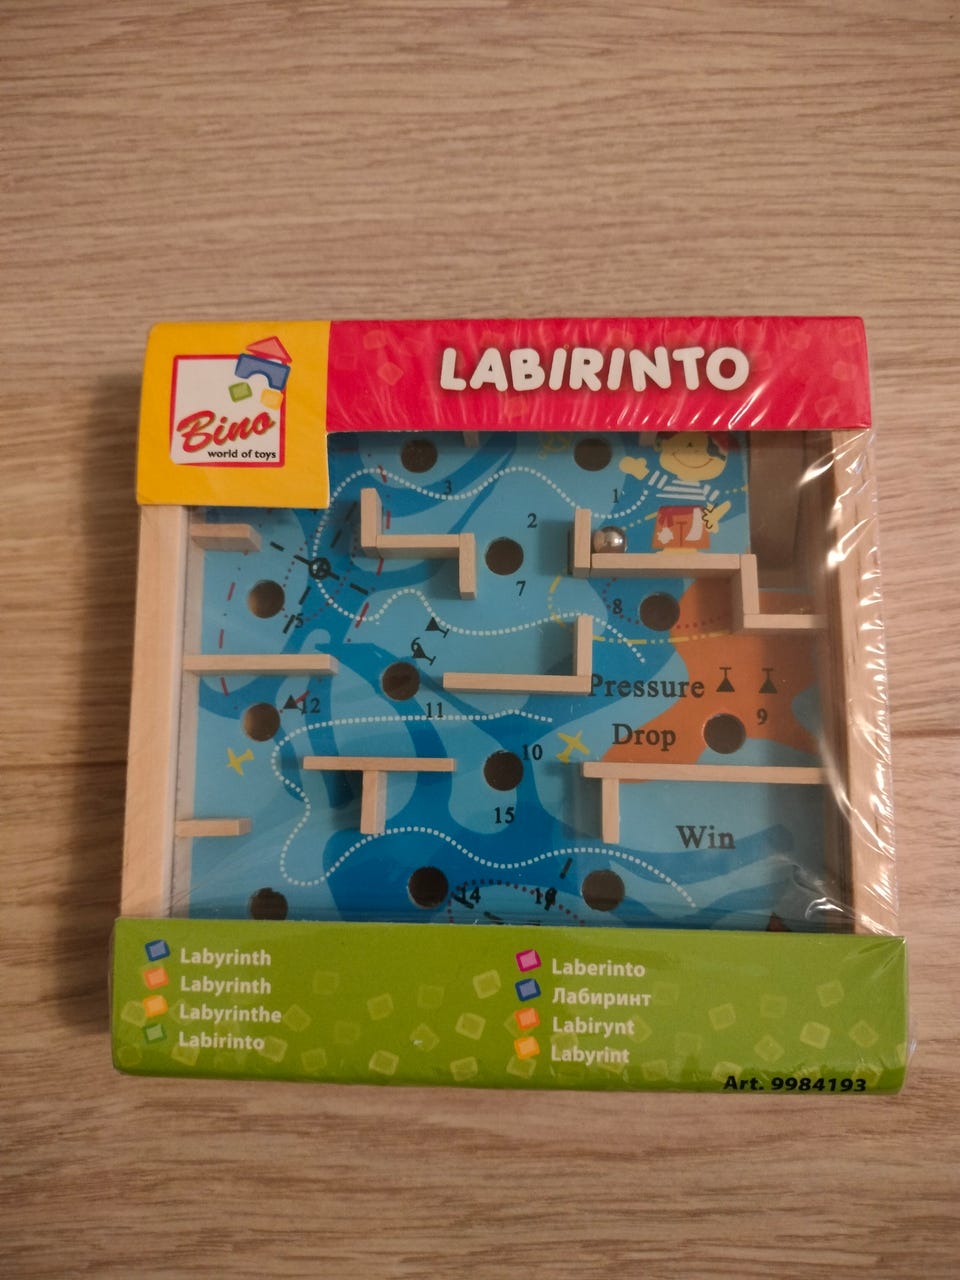 LABIRINTO
Bino
world of toys
3
1
2
7
5
8
6
Pressure
9
12
11
Drop
10
15
Win
14
Labyrinth
Labyrinth
Labyrinthe
Labirinto
Laberinto
Лабиринт
Labirynt
Labyrint
Art. 9984193